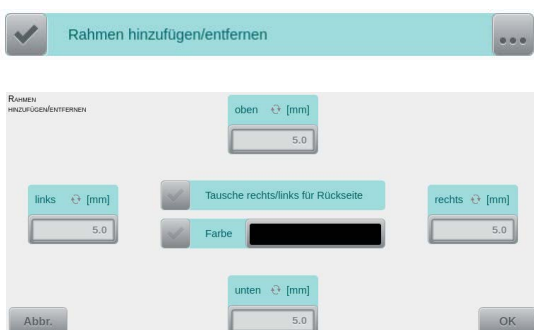 Rahmen hinzufügen/entfernen
RAHMEN
HINZUFÜGEN/ENTFERNEN
oben [mm]
5.0
links [mm]
5.0
Tausche rechts/links für Rückseite
Farbe
rechts [mm]
5.0
unten [mm]
5.0
Abbr.
OK